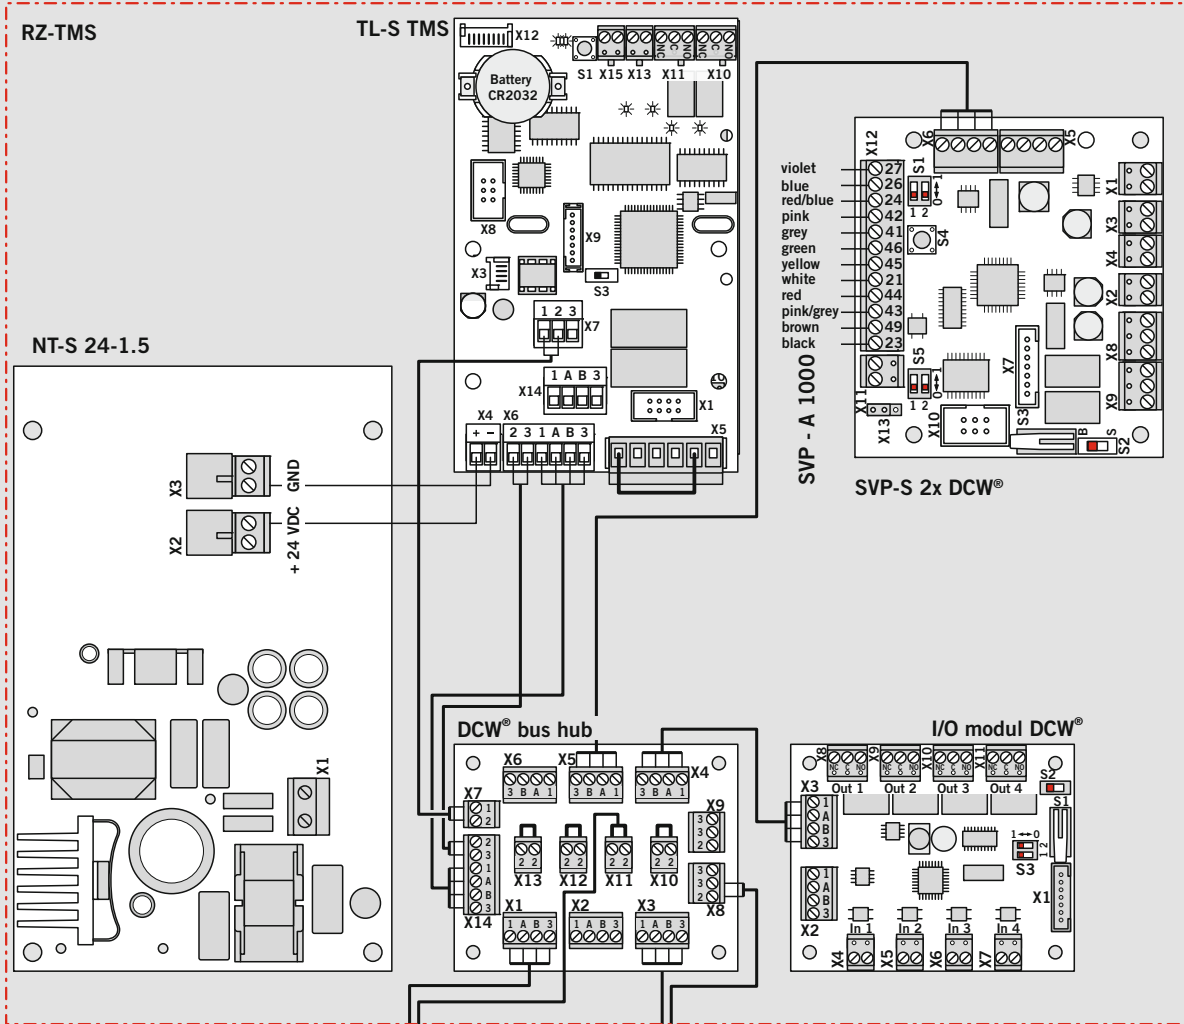 RZ-TMS
TL-S TMS
X12
Battery
CR2032
S1 X15 X13 X11 X10
NC C NO NC C NO
X8
X9
X3
S3
1 2 3
X7
1 A B 3
X14
X1
X4 X6
+ − 2 3 1 A B 3
X5
NT-S 24-1.5
X3
GND
X2
+ 24 VDC
X1
SVP - A 1000
SVP-S 2x DCW®
violet 27
blue 26
red/blue 24
pink 42
grey 41
green 46
yellow 45
white 21
red 44
pink/grey 43
brown 49
black 23
X12
S1
1 2
0 1
S4
X6
X5
X1
X3
X4
X2
X8
X9
X7
S5
1 2
0 1
X11
X13
X10
S3
B S
S2
DCW® bus hub
X6
3 B A 1
X5
3 B A 1
X4
3 B A 1
X7
1
2
X9
3
3
2
2 2
X13
2 2
X12
2 2
X11
2 2
X10
2
3
1
A
B
3
X14
3
3
2
X8
X1
1 A B 3
X2
1 A B 3
X3
1 A B 3
I/O modul DCW®
X8
NC C NO
Out 1
X9
NC C NO
Out 2
X10
NC C NO
Out 3
X11
NC C NO
Out 4
S2
S1
X3
1
A
B
3
1 0
1 2
S3
X1
1
A
B
3
X2
In 1 In 2 In 3 In 4
X4 X5 X6 X7